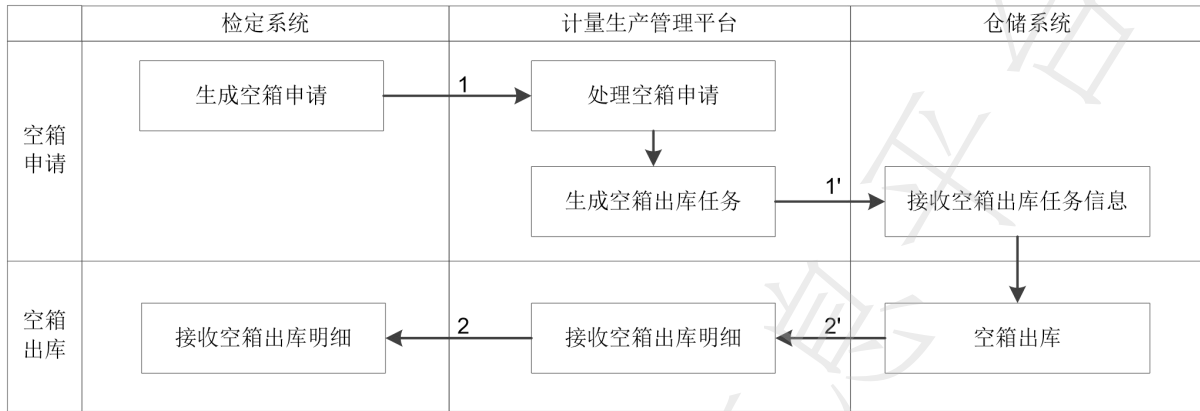 检定系统
计量生产管理平台
仓储系统
空箱
申请
生成空箱申请
1
处理空箱申请
生成空箱出库任务
1'
接收空箱出库任务信息
空箱
出库
接收空箱出库明细
2
接收空箱出库明细
2'
空箱出库
息平台